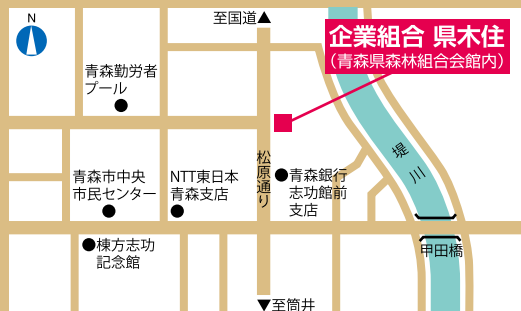 N
至国道▲
企業組合 県木住
（青森県森林組合会館内）
青森勤労者
プール
松原通り
堤川
青森市中央
市民センター
NTT東日本
青森支店
青森銀行
志功館前
支店
棟方志功
記念館
甲田橋
▼至筒井